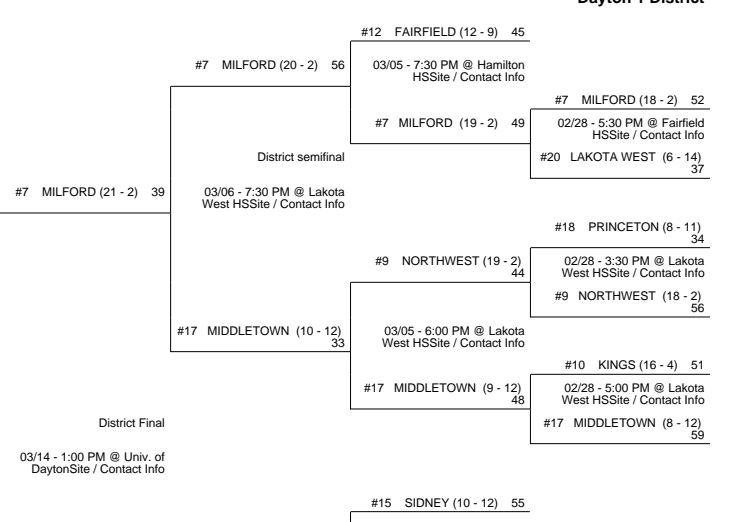 Dayton 1 District
#12 FAIRFIELD (12 - 9) 45
#7 MILFORD (20 - 2) 56
03/05 - 7:30 PM @ Hamilton
HSSite / Contact Info
#7 MILFORD (18 - 2) 52
#7 MILFORD (19 - 2) 49
02/28 - 5:30 PM @ Fairfield
HSSite / Contact Info
District semifinal
#20 LAKOTA WEST (6 - 14)
37
#7 MILFORD (21 - 2) 39
03/06 - 7:30 PM @ Lakota
West HSSite / Contact Info
#18 PRINCETON (8 - 11)
34
#9 NORTHWEST (19 - 2)
44
02/28 - 3:30 PM @ Lakota
West HSSite / Contact Info
#9 NORTHWEST (18 - 2)
56
#17 MIDDLETOWN (10 - 12)
33
03/05 - 6:00 PM @ Lakota
West HSSite / Contact Info
#10 KINGS (16 - 4) 51
#17 MIDDLETOWN (9 - 12)
48
02/28 - 5:00 PM @ Lakota
West HSSite / Contact Info
District Final
#17 MIDDLETOWN (8 - 12)
59
03/14 - 1:00 PM @ Univ. of
DaytonSite / Contact Info
#15 SIDNEY (10 - 12) 55